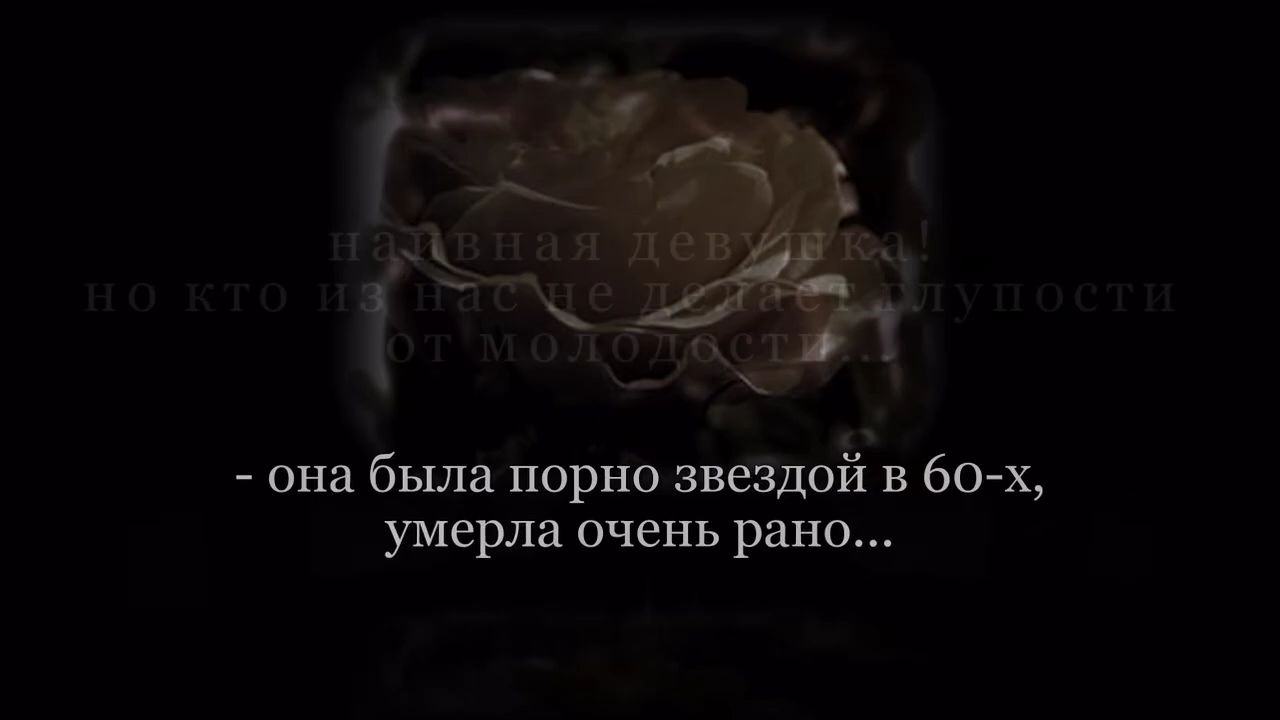 наивная девушка!
но кто из нас не делает глупости
от молодости...
- она была порно звездой в 60-х,
умерла очень рано...